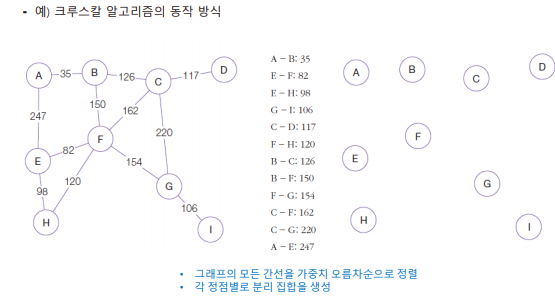 - 예) 크루스칼 알고리즘의 동작 방식
A
B
C
D
E
F
G
H
I
35
126
117
150
162
247
220
82
154
98
120
106
A – B: 35
E – F: 82
E – H: 98
G – I: 106
C – D: 117
F – H: 120
B – C: 126
B – F: 150
F – G: 154
C – F: 162
C – G: 220
A – E: 247
A
B
C
D
E
F
G
H
I
• 그래프의 모든 간선을 가중치 오름차순으로 정렬
• 각 정점별로 분리 집합을 생성